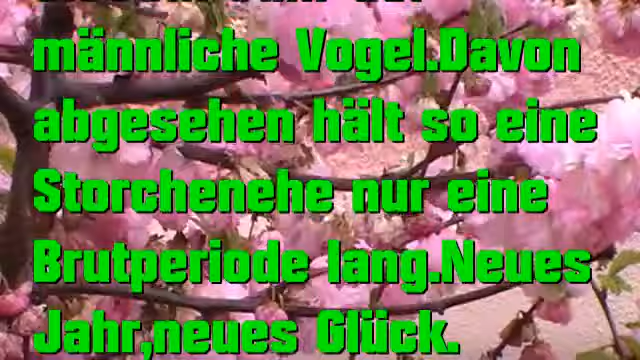 männliche Vogel.Davon
abgesehen hält so eine
Storchenehe nur eine
Brutperiode lang.Neues
Jahr,neues Glück.